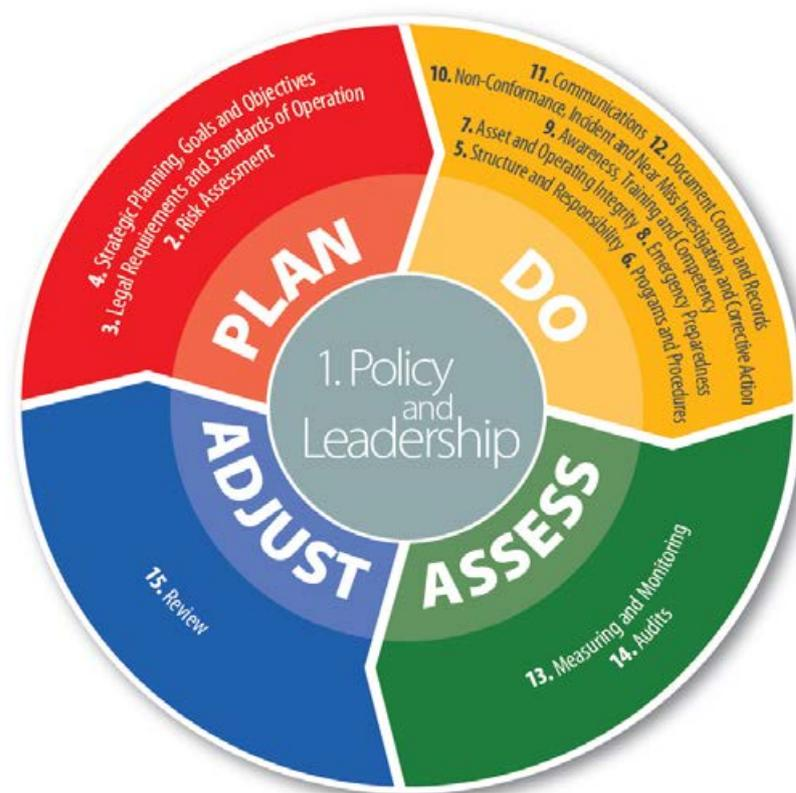 1. Policy
and
Leadership
PLAN
4. Strategic Planning, Goals and Objectives
3. Legal Requirements and Standards of Operation
2. Risk Assessment
DO
11. Communications
12. Document Control and Records
10. Non-Conformance, Incident and Near Miss Investigation and Corrective Action
9. Awareness, Training and Competency
7. Asset and Operating Integrity
8. Emergency Preparedness
5. Structure and Responsibility
6. Programs and Procedures
ASSESS
13. Measuring and Monitoring
14. Audits
ADJUST
15. Review